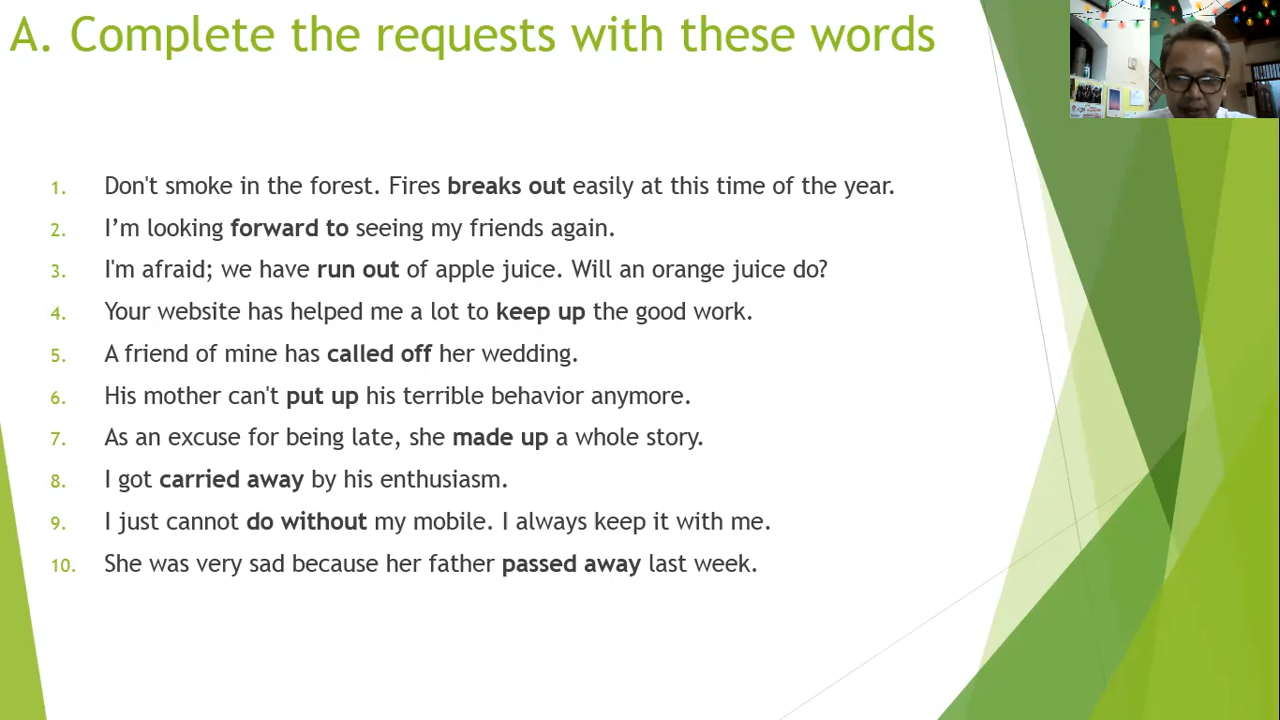 A. Complete the requests with these words
1. Don't smoke in the forest. Fires breaks out easily at this time of the year.
2. I’m looking forward to seeing my friends again.
3. I'm afraid; we have run out of apple juice. Will an orange juice do?
4. Your website has helped me a lot to keep up the good work.
5. A friend of mine has called off her wedding.
6. His mother can't put up his terrible behavior anymore.
7. As an excuse for being late, she made up a whole story.
8. I got carried away by his enthusiasm.
9. I just cannot do without my mobile. I always keep it with me.
10. She was very sad because her father passed away last week.